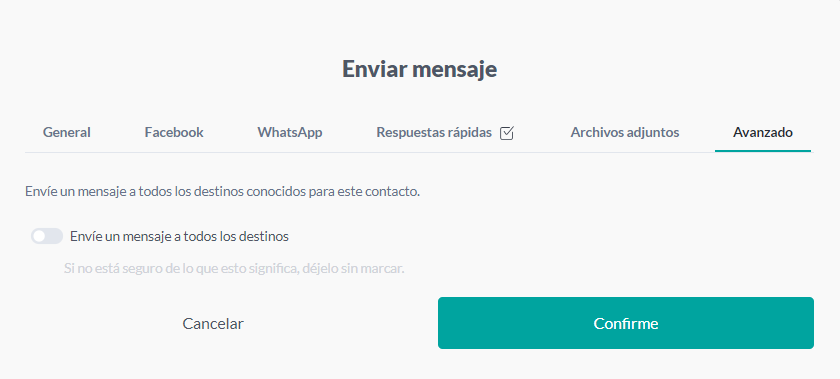 Enviar mensaje
General Facebook WhatsApp Respuestas rápidas Archivos adjuntos Avanzado
Envíe un mensaje a todos los destinos conocidos para este contacto.
Envíe un mensaje a todos los destinos
Si no está seguro de lo que esto significa, déjelo sin marcar.
Cancelar Confirme